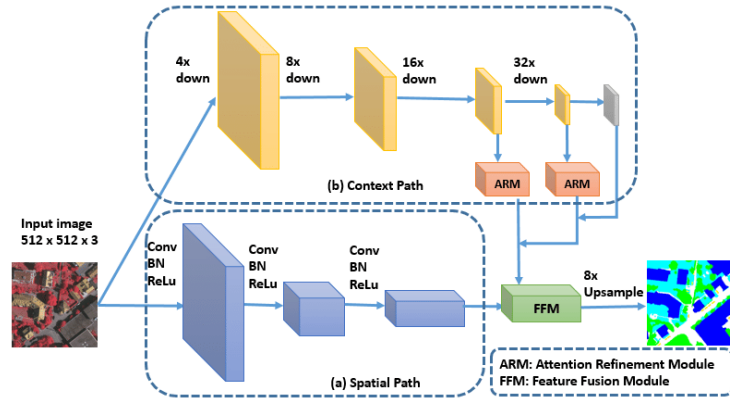 4x
down
8x
down
16x
down
32x
down
ARM
ARM
(b) Context Path
Input image
512 x 512 x 3
Conv
BN
ReLu
Conv
BN
ReLu
Conv
BN
ReLu
FFM
8x
Upsample
(a) Spatial Path
ARM: Attention Refinement Module
FFM: Feature Fusion Module